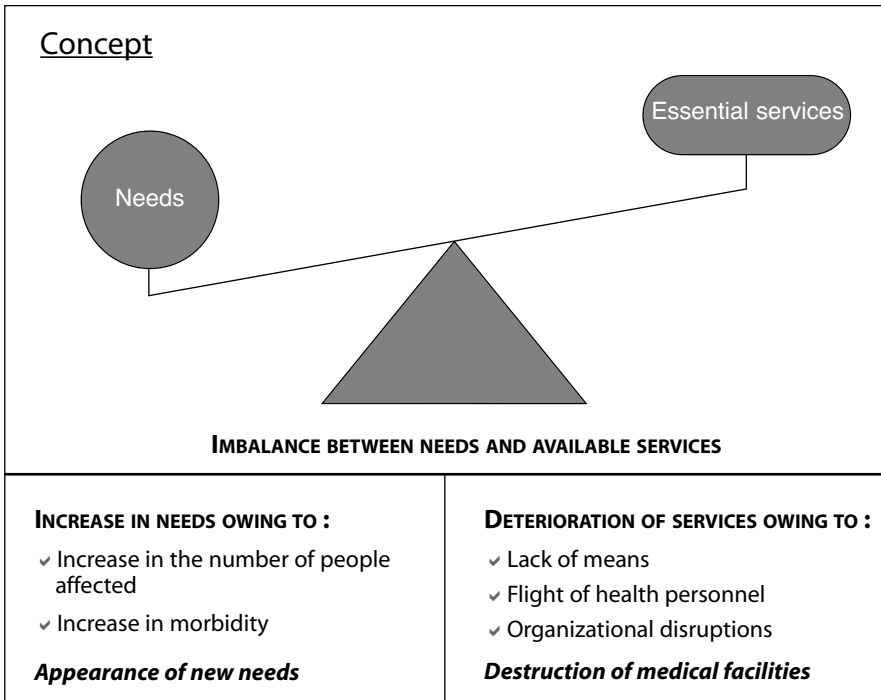 Concept
Essential services
Needs
IMBALANCE BETWEEN NEEDS AND AVAILABLE SERVICES
INCREASE IN NEEDS OWING TO :
✓ Increase in the number of people
affected
✓ Increase in morbidity
Appearance of new needs
DETERIORATION OF SERVICES OWING TO :
✓ Lack of means
✓ Flight of health personnel
✓ Organizational disruptions
Destruction of medical facilities